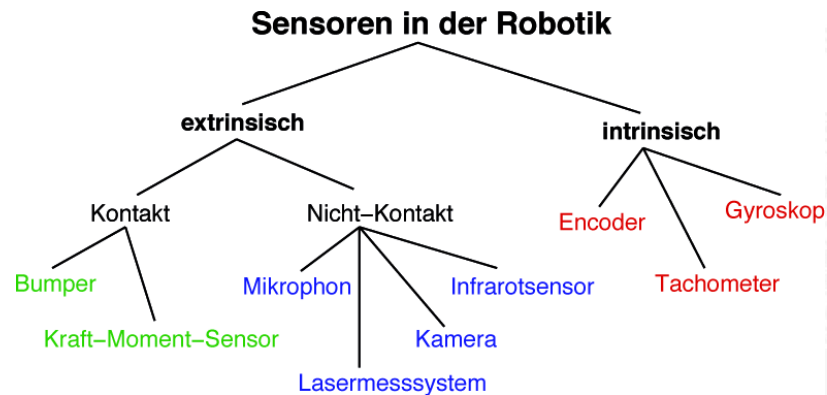 Sensoren in der Robotik
extrinsisch
intrinsisch
Kontakt
Nicht−Kontakt
Encoder
Gyroskop
Bumper
Mikrophon
Infrarotsensor
Tachometer
Kraft−Moment−Sensor
Kamera
Lasermesssystem